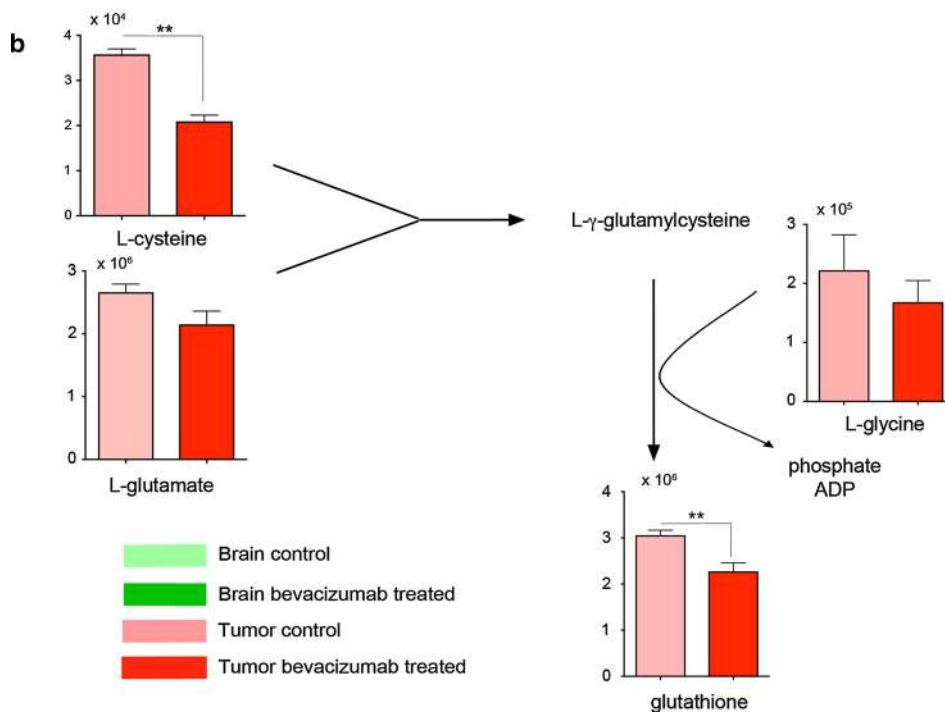 b
x 10⁴
**
4
3
2
1
0
L-cysteine
x 10⁶
3
2
1
0
L-glutamate
L-γ-glutamylcysteine
x 10⁵
3
2
1
0
L-glycine
phosphate
ADP
x 10⁶
**
4
3
2
1
0
glutathione
Brain control
Brain bevacizumab treated
Tumor control
Tumor bevacizumab treated